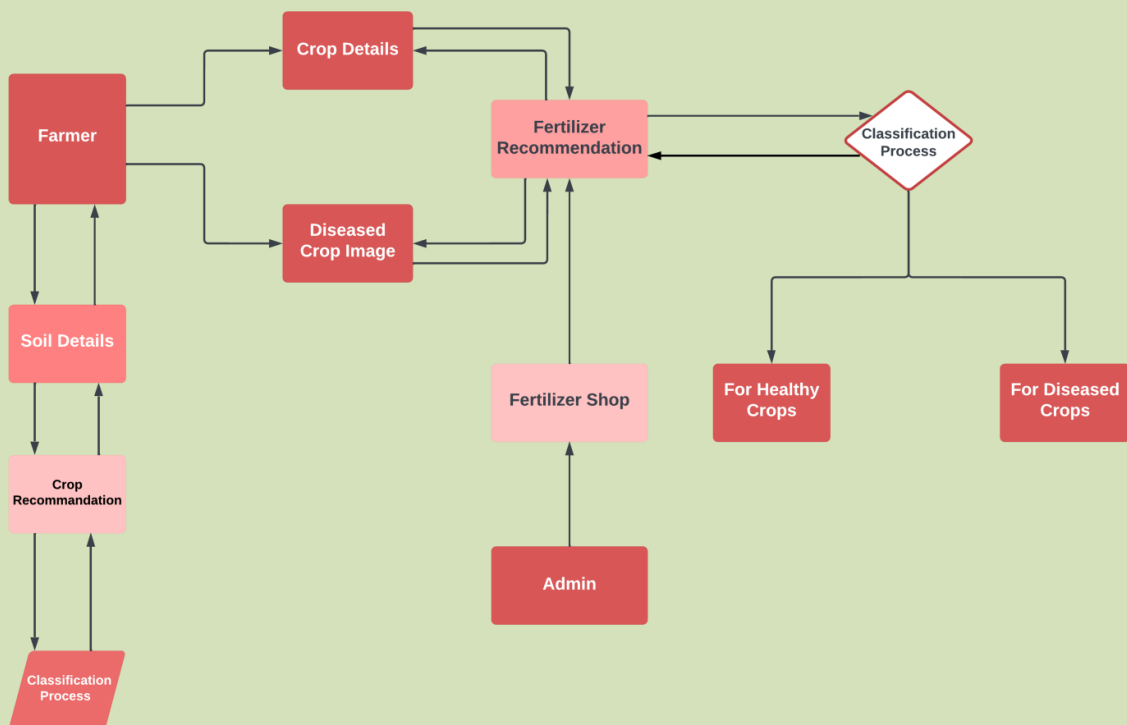 Crop Details
Farmer
Fertilizer
Recommendation
Classification
Process
Diseased
Crop Image
Soil Details
Fertilizer Shop
For Healthy
Crops
For Diseased
Crops
Crop
Recommandation
Admin
Classification
Process